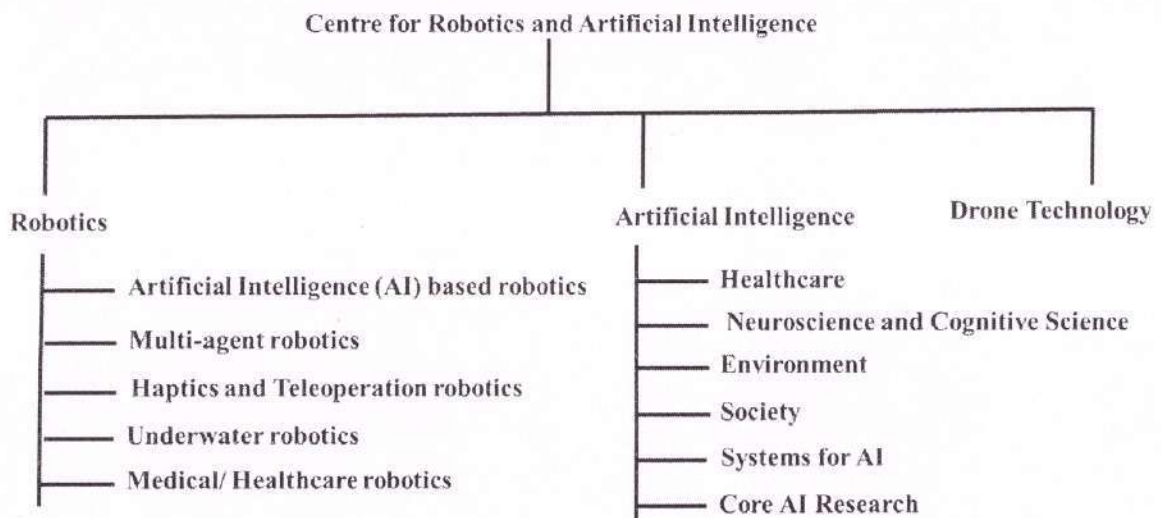 Centre for Robotics and Artificial Intelligence
Robotics
Artificial Intelligence (AI) based robotics
Multi-agent robotics
Haptics and Teleoperation robotics
Underwater robotics
Medical/ Healthcare robotics
Artificial Intelligence
Healthcare
Neuroscience and Cognitive Science
Environment
Society
Systems for AI
Core AI Research
Drone Technology